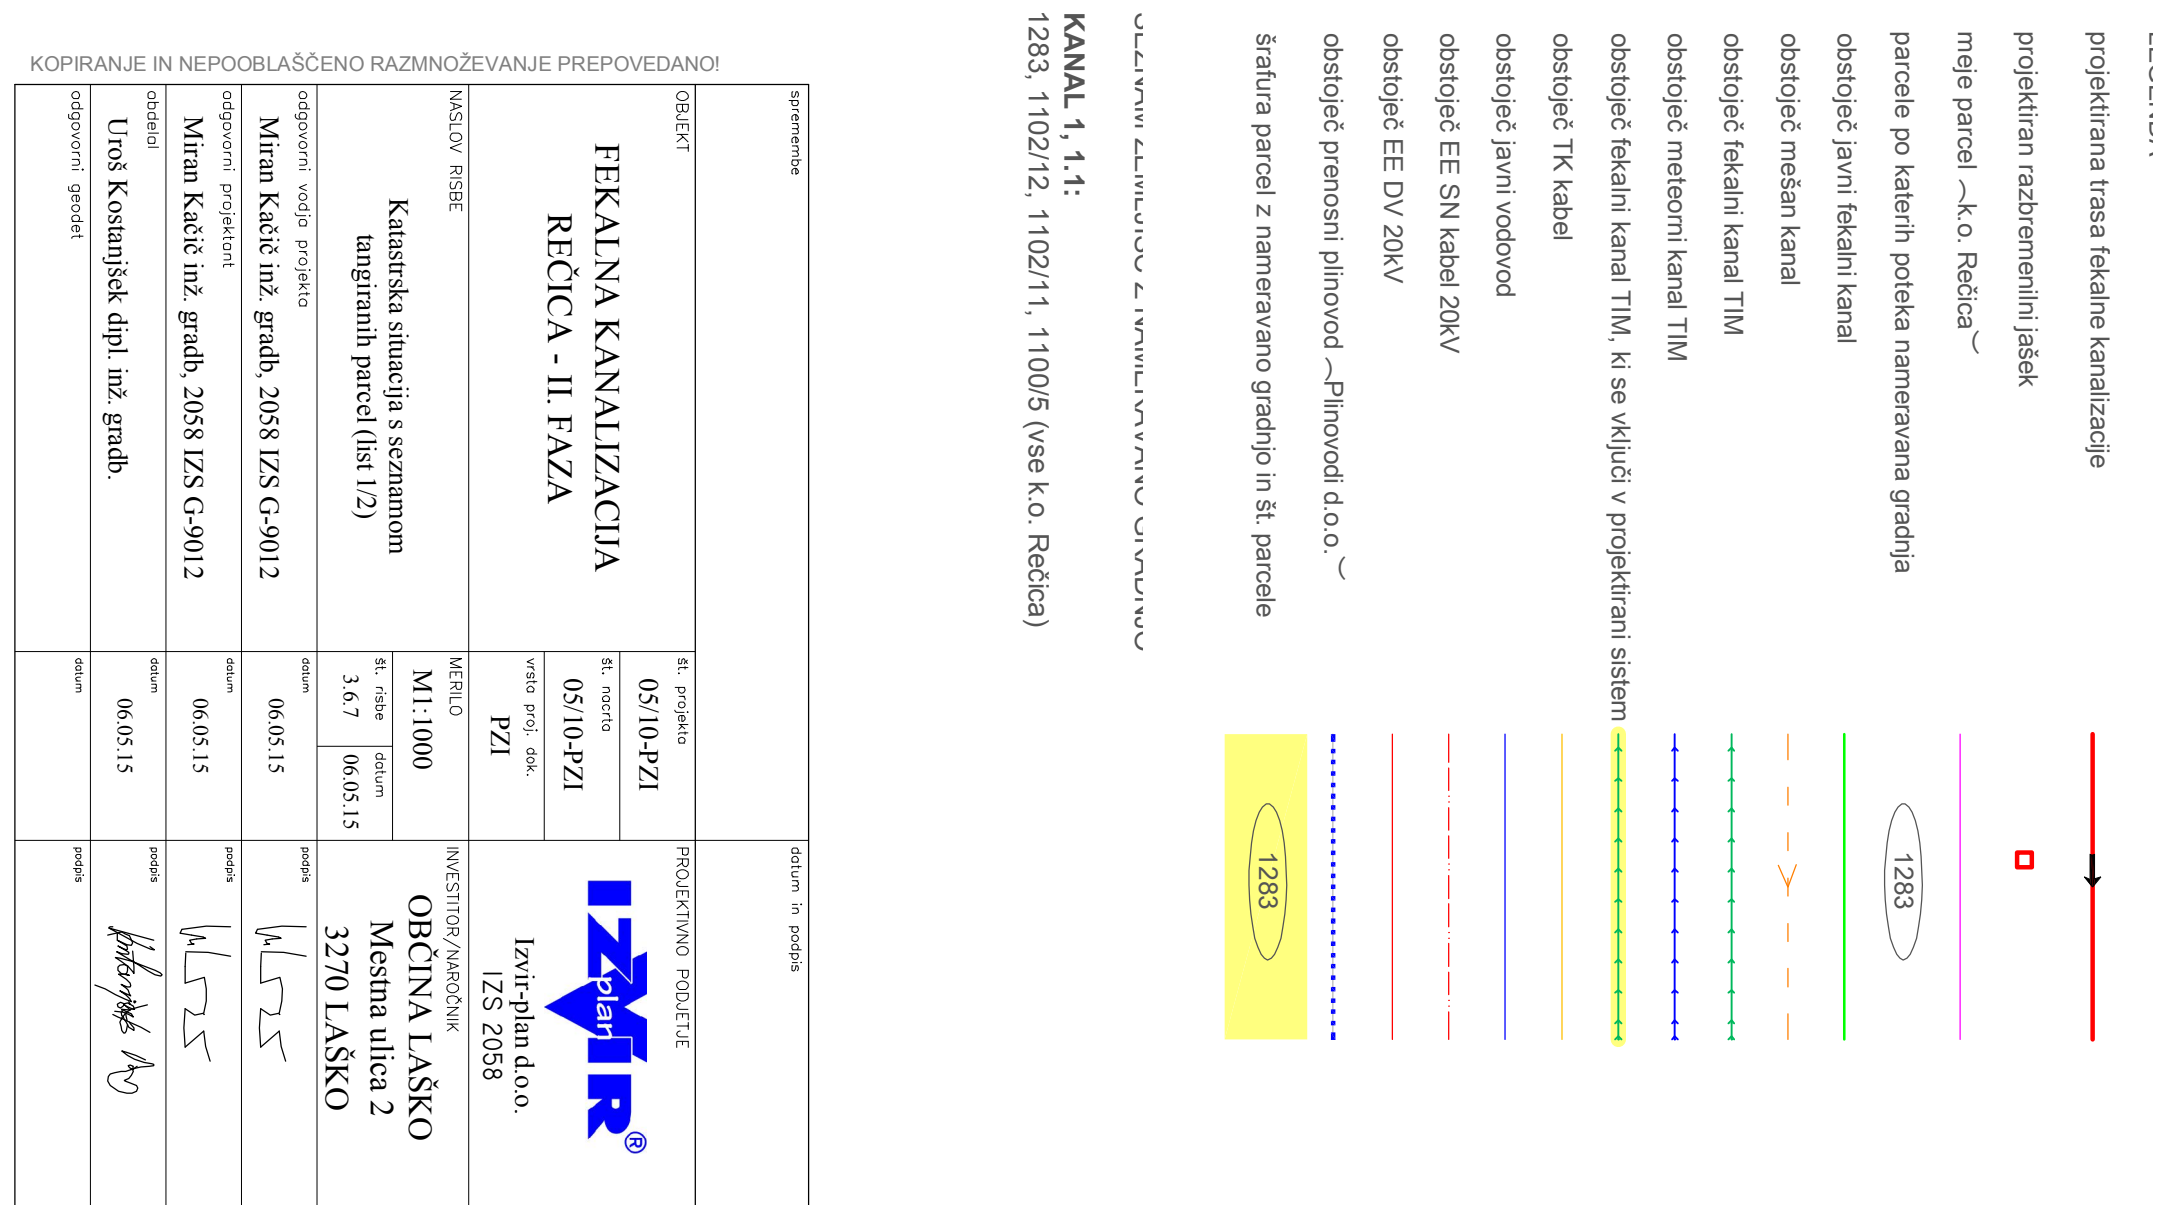 LEGENDA
projektirana trasa fekalne kanalizacije
projektiran razbremenilni jašek
meje parcel (k.o. Rečica)
parcele po katerih poteka nameravana gradnja
1283
obstoječ javni fekalni kanal
obstoječ mešan kanal
obstoječ fekalni kanal TIM
obstoječ meteorni kanal TIM
obstoječ fekalni kanal TIM, ki se vključi v projektirani sistem
obstoječ TK kabel
obstoječ javni vodovod
obstoječ EE SN kabel 20kV
obstoječ EE DV 20kV
obstoječ prenosni plinovod (Plinovodi d.o.o.)
šrafura parcel z nameravano gradnjo in št. parcele
1283
SEZNAM ZEMLJIŠČ Z NAMERAVANO GRADNJO
KANAL 1, 1.1:
1283, 1102/12, 1102/11, 1100/5 (vse k.o. Rečica)
spremembe
datum in podpis
OBJEKT
FEKALNA KANALIZACIJA
REČICA - II. FAZA
št. projekta
05/10-PZI
št. nacrta
05/10-PZI
vrsta proj. dok.
PZI
PROJEKTIVNO PODJETJE
IZVIR®
plan
Izvir-plan d.o.o.
IZS 2058
NASLOV RISBE
Katastrska situacija s seznamom
tangiranih parcel (list 1/2)
MERILO
M1:1000
št. risbe
3.6.7
datum
06.05.15
INVESTITOR/NAROČNIK
OBČINA LAŠKO
Mestna ulica 2
3270 LAŠKO
odgovorni vodja projekta
Miran Kačič inž. gradb, 2058 IZS G-9012
datum
06.05.15
podpis
odgovorni projektant
Miran Kačič inž. gradb, 2058 IZS G-9012
datum
06.05.15
podpis
obdelal
Uroš Kostanjšek dipl. inž. gradb.
datum
06.05.15
podpis
odgovorni geodet
datum
podpis
KOPIRANJE IN NEPOOBLAŠČENO RAZMNOŽEVANJE PREPOVEDANO!